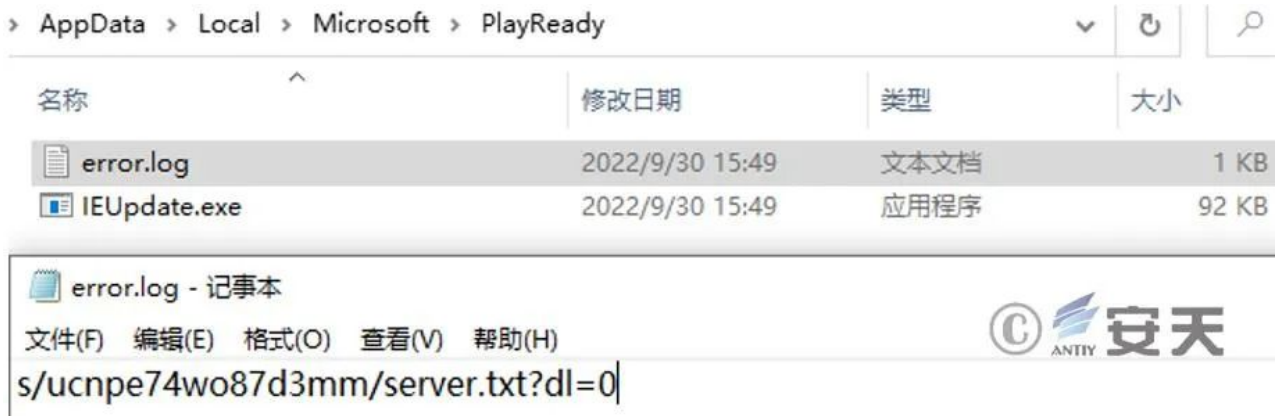 › AppData › Local › Microsoft › PlayReady
名称 修改日期 类型 大小
error.log 2022/9/30 15:49 文本文档 1 KB
IEUpdate.exe 2022/9/30 15:49 应用程序 92 KB
error.log - 记事本
文件(F) 编辑(E) 格式(O) 查看(V) 帮助(H)
s/ucnpe74wo87d3mm/server.txt?dl=0
© ANTIY 安天